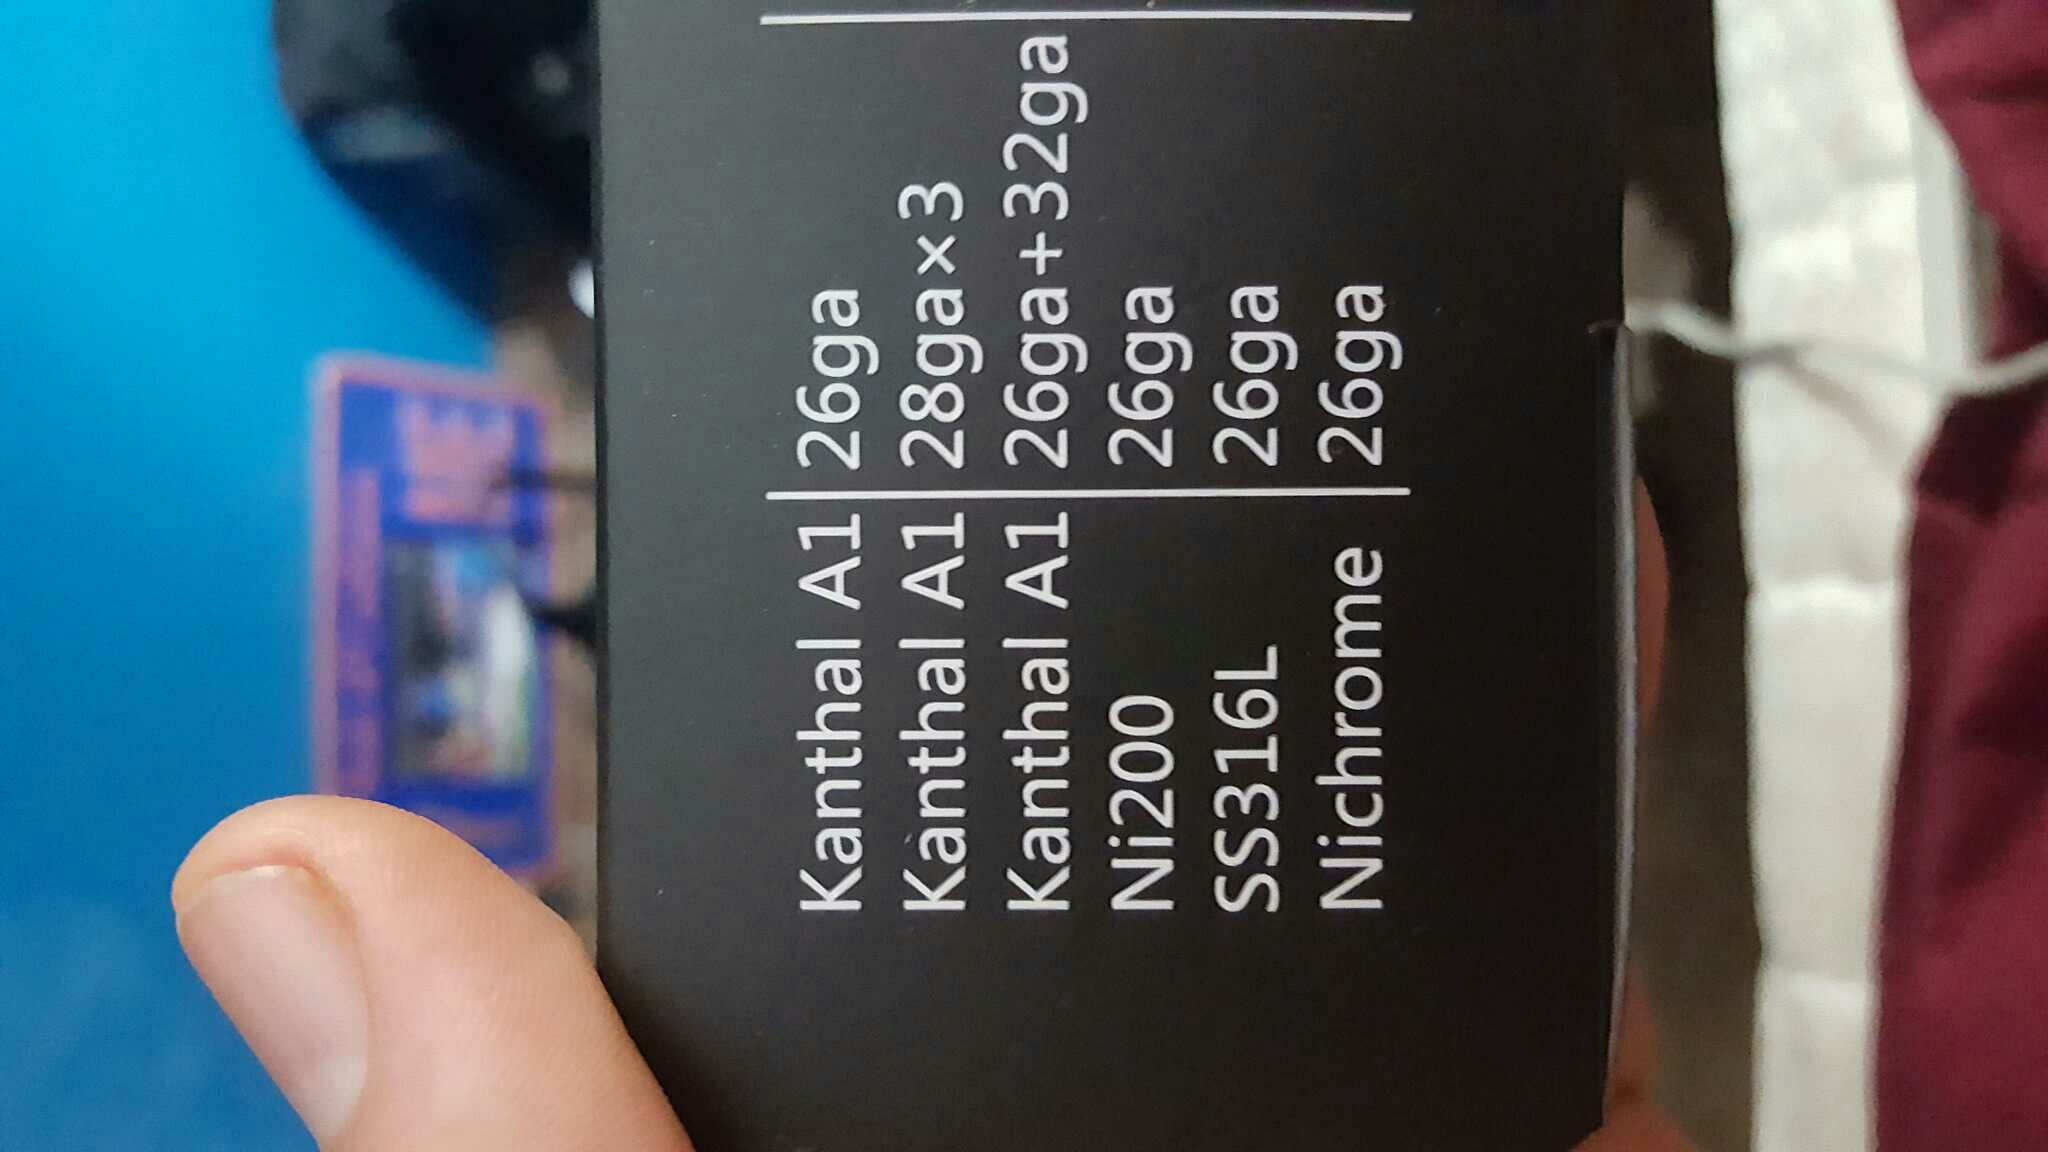 Kanthal A1 26ga
Kanthal A1 28ga×3
Kanthal A1 26ga+32ga
Ni200 26ga
SS316L 26ga
Nichrome 26ga